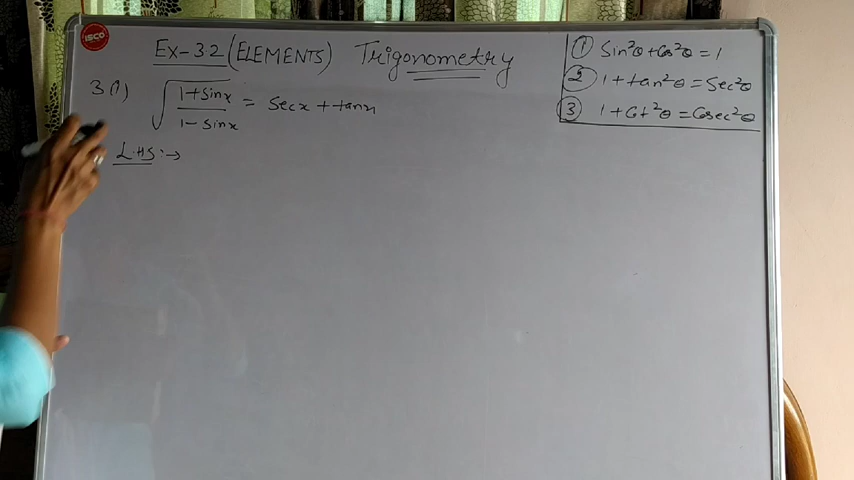 ISCO
Ex-32 (ELEMENTS) Trigonometry
3(1) √(1+sinx / 1-sinx) = Secx + tanx
L.H.S :→
① Sin²θ + Cos²θ = 1
② 1 + tan²θ = Sec²θ
③ 1 + Cot²θ = Cosec²θ